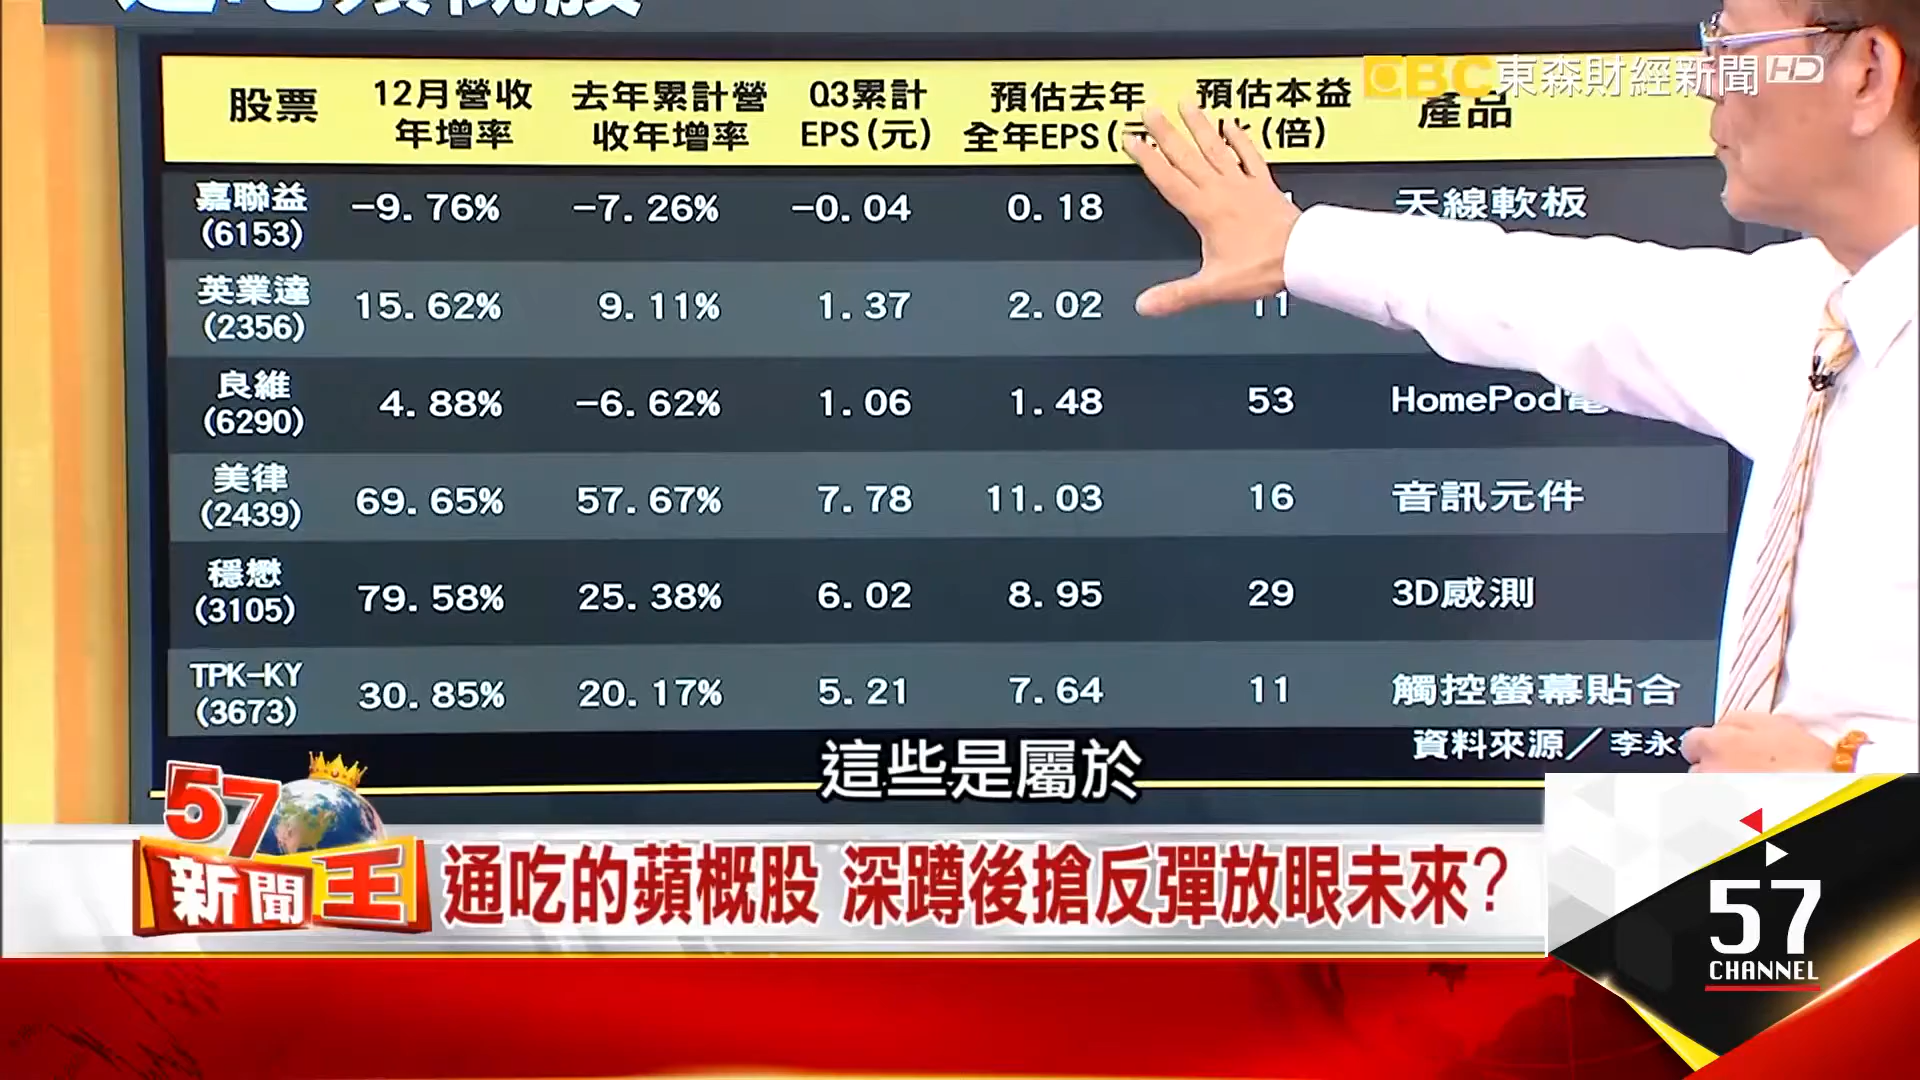 EBC 東森財經新聞 HD
股票 12月營收年增率 去年累計營收年增率 Q3累計EPS(元) 預估去年全年EPS(元 預估本益 (倍) 產品
嘉聯益(6153) -9.76% -7.26% -0.04 0.18 天線軟板
英業達(2356) 15.62% 9.11% 1.37 2.02 11
良維(6290) 4.88% -6.62% 1.06 1.48 53 HomePod
美律(2439) 69.65% 57.67% 7.78 11.03 16 音訊元件
穩懋(3105) 79.58% 25.38% 6.02 8.95 29 3D感測
TPK-KY(3673) 30.85% 20.17% 5.21 7.64 11 觸控螢幕貼合
資料來源／李永
這些是屬於
57新聞王
通吃的蘋概股 深蹲後搶反彈放眼未來?
57
CHANNEL